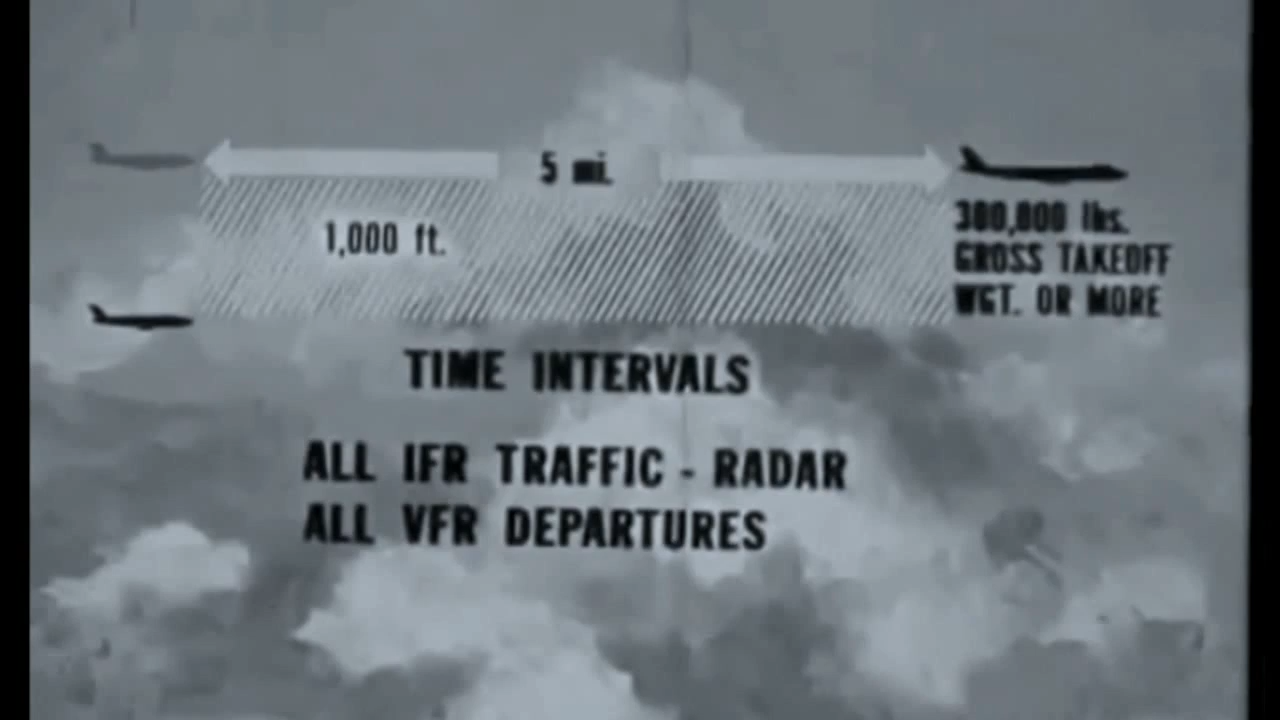 5 mi.
1,000 ft.
300,000 lbs.
GROSS TAKEOFF
WGT. OR MORE
TIME INTERVALS
ALL IFR TRAFFIC - RADAR
ALL VFR DEPARTURES